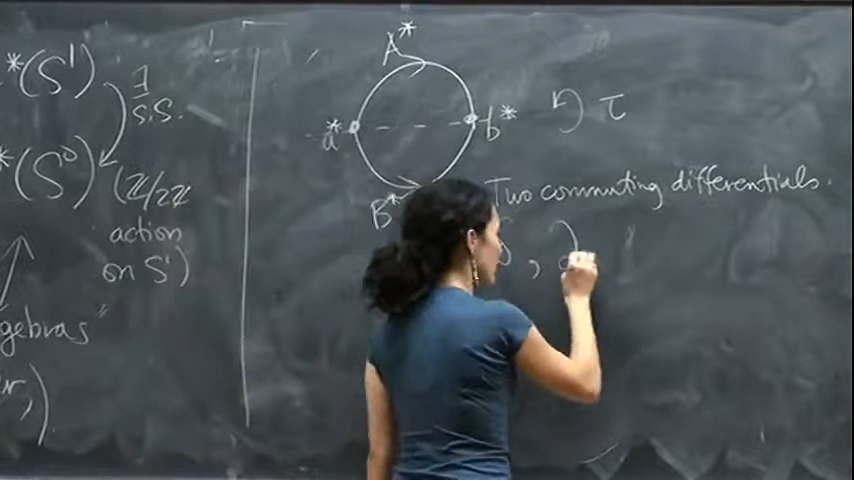 *(S¹)
∃
S.S.
*(S⁰)
(ℤ/2ℤ
action
on S¹)
gebras"
A*
a*
b*
τ
B*
Two commuting differentials.
, ∂